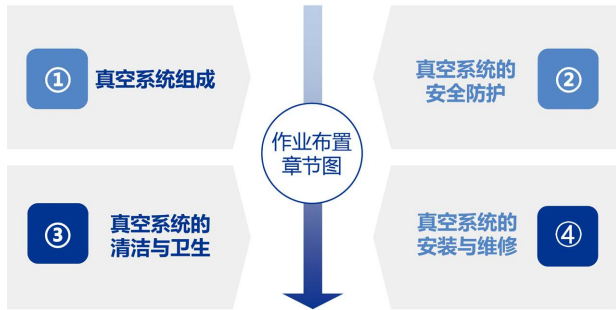 ① 真空系统组成
真空系统的
安全防护 ②
作业布置
章节图
③ 真空系统的
清洁与卫生
真空系统的
安装与维修 ④